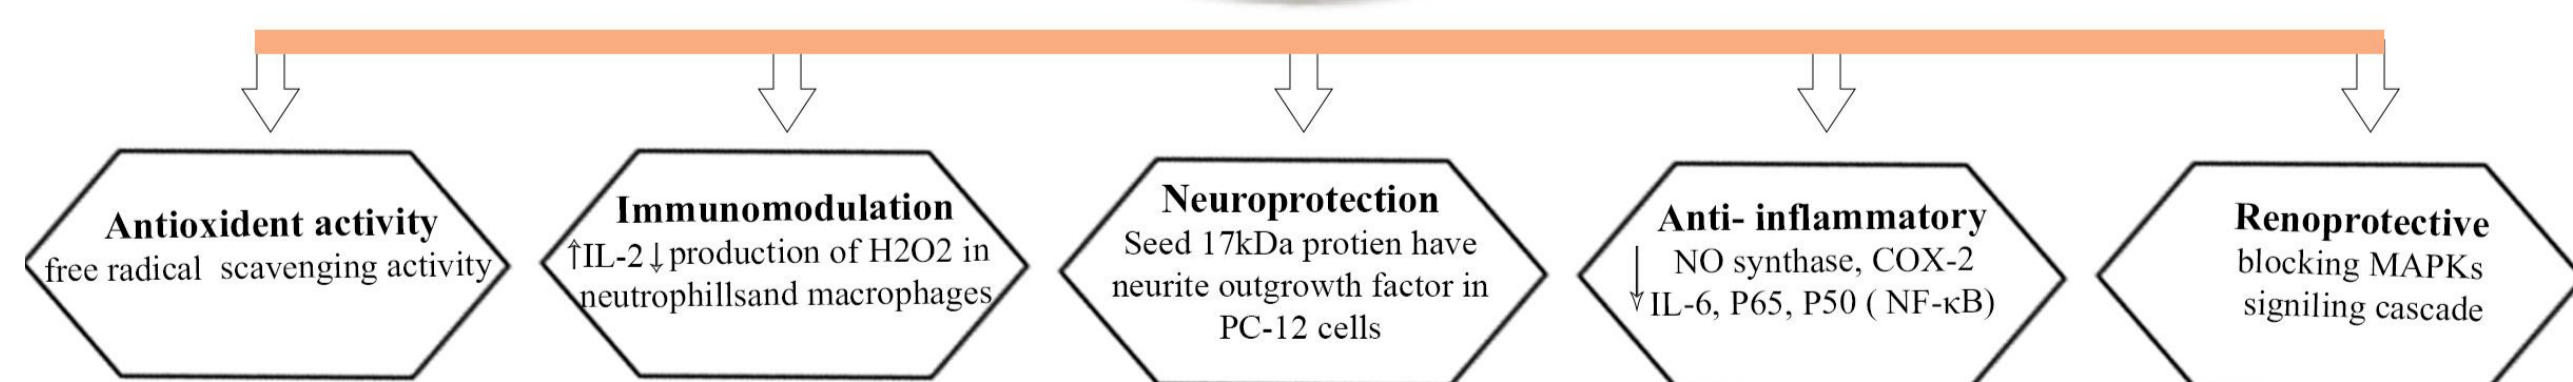 Antioxident activity
free radical scavenging activity
Immunomodulation
↑IL-2↓production of H2O2 in
neutrophillsand macrophages
Neuroprotection
Seed 17kDa protien have
neurite outgrowth factor in
PC-12 cells
Anti- inflammatory
↓ NO synthase, COX-2
IL-6, P65, P50 ( NF-κB)
Renoprotective
blocking MAPKs
signiling cascade